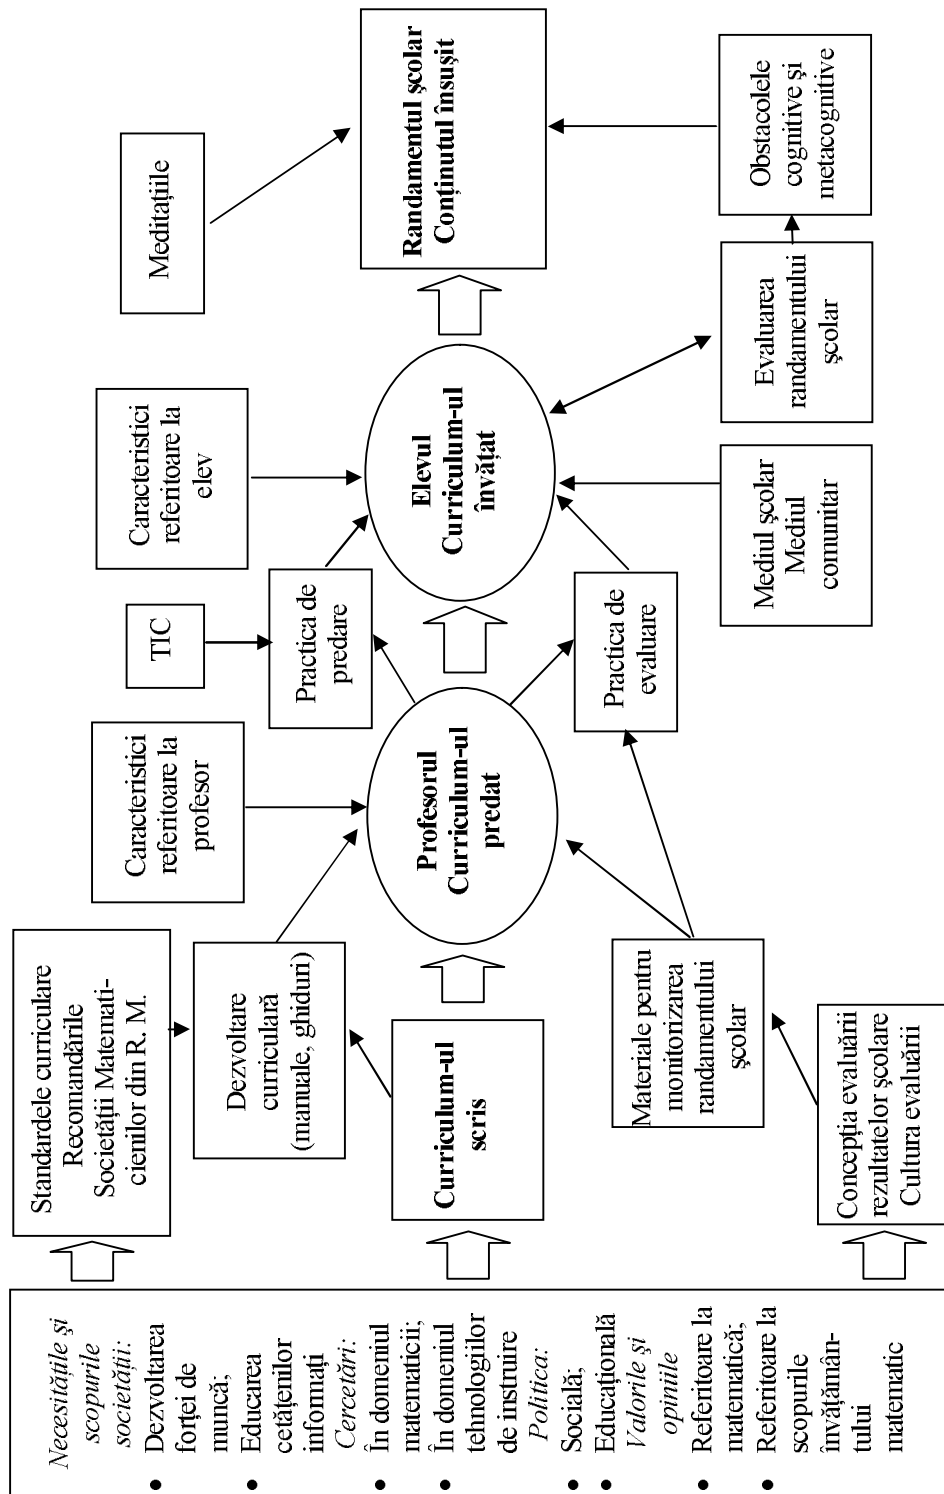 Necesitățile și
scopurile
societății:
• Dezvoltarea
forței de
muncă;
• Educarea
cetățenilor
informați
Cercetări:
• În domeniul
matematicii;
• În domeniul
tehnologiilor
de instruire
Politica:
• Socială;
• Educațională
Valorile și
opiniile
• Referitoare la
matematică;
• Referitoare la
scopurile
învățămân-
tului
matematic
Standardele curriculare
Recomandările
Societății Matemati-
cienilor din R. M.
Dezvoltare
curriculară
(manuale, ghiduri)
Curriculum-ul
scris
Materiale pentru
monitorizarea
randamentului
școlar
Concepția evaluării
rezultatelor școlare
Cultura evaluării
Caracteristici
referitoare la
profesor
Profesorul
Curriculum-ul
predat
TIC
Practica de
predare
Practica de
evaluare
Caracteristici
referitoare la
elev
Elevul
Curriculum-ul
învățat
Mediul școlar
Mediul
comunitar
Evaluarea
randamentului
școlar
Meditațiile
Randamentul școlar
Conținutul însușit
Obstacolele
cognitive și
metacognitive